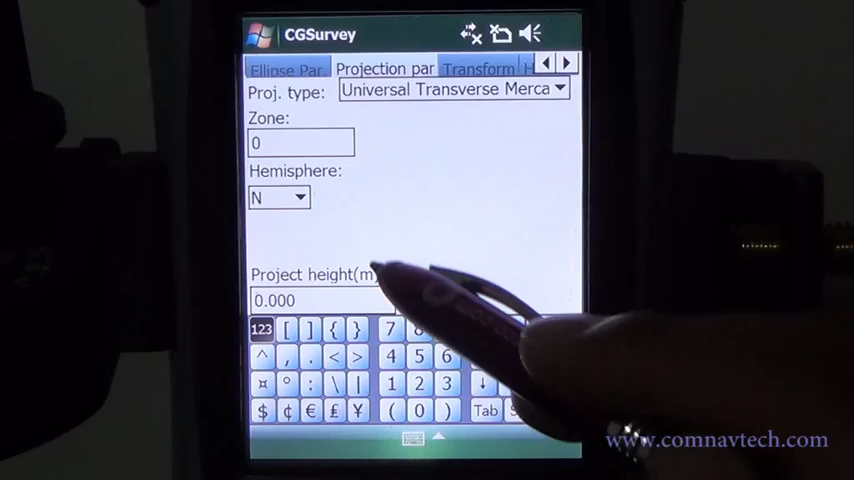 CGSurvey
Ellipse Par. Projection par Transform H
Proj. type: Universal Transverse Merca
Zone:
0
Hemisphere:
N
Project height(m)
0.000
123 [ ] { } 7 8
^ , . < > 4 5 6
¤ ° : \ | 1 2 3 ↓
$ ¢ € ₤ ¥ ( 0 ) Tab S
www.comnavtech.com